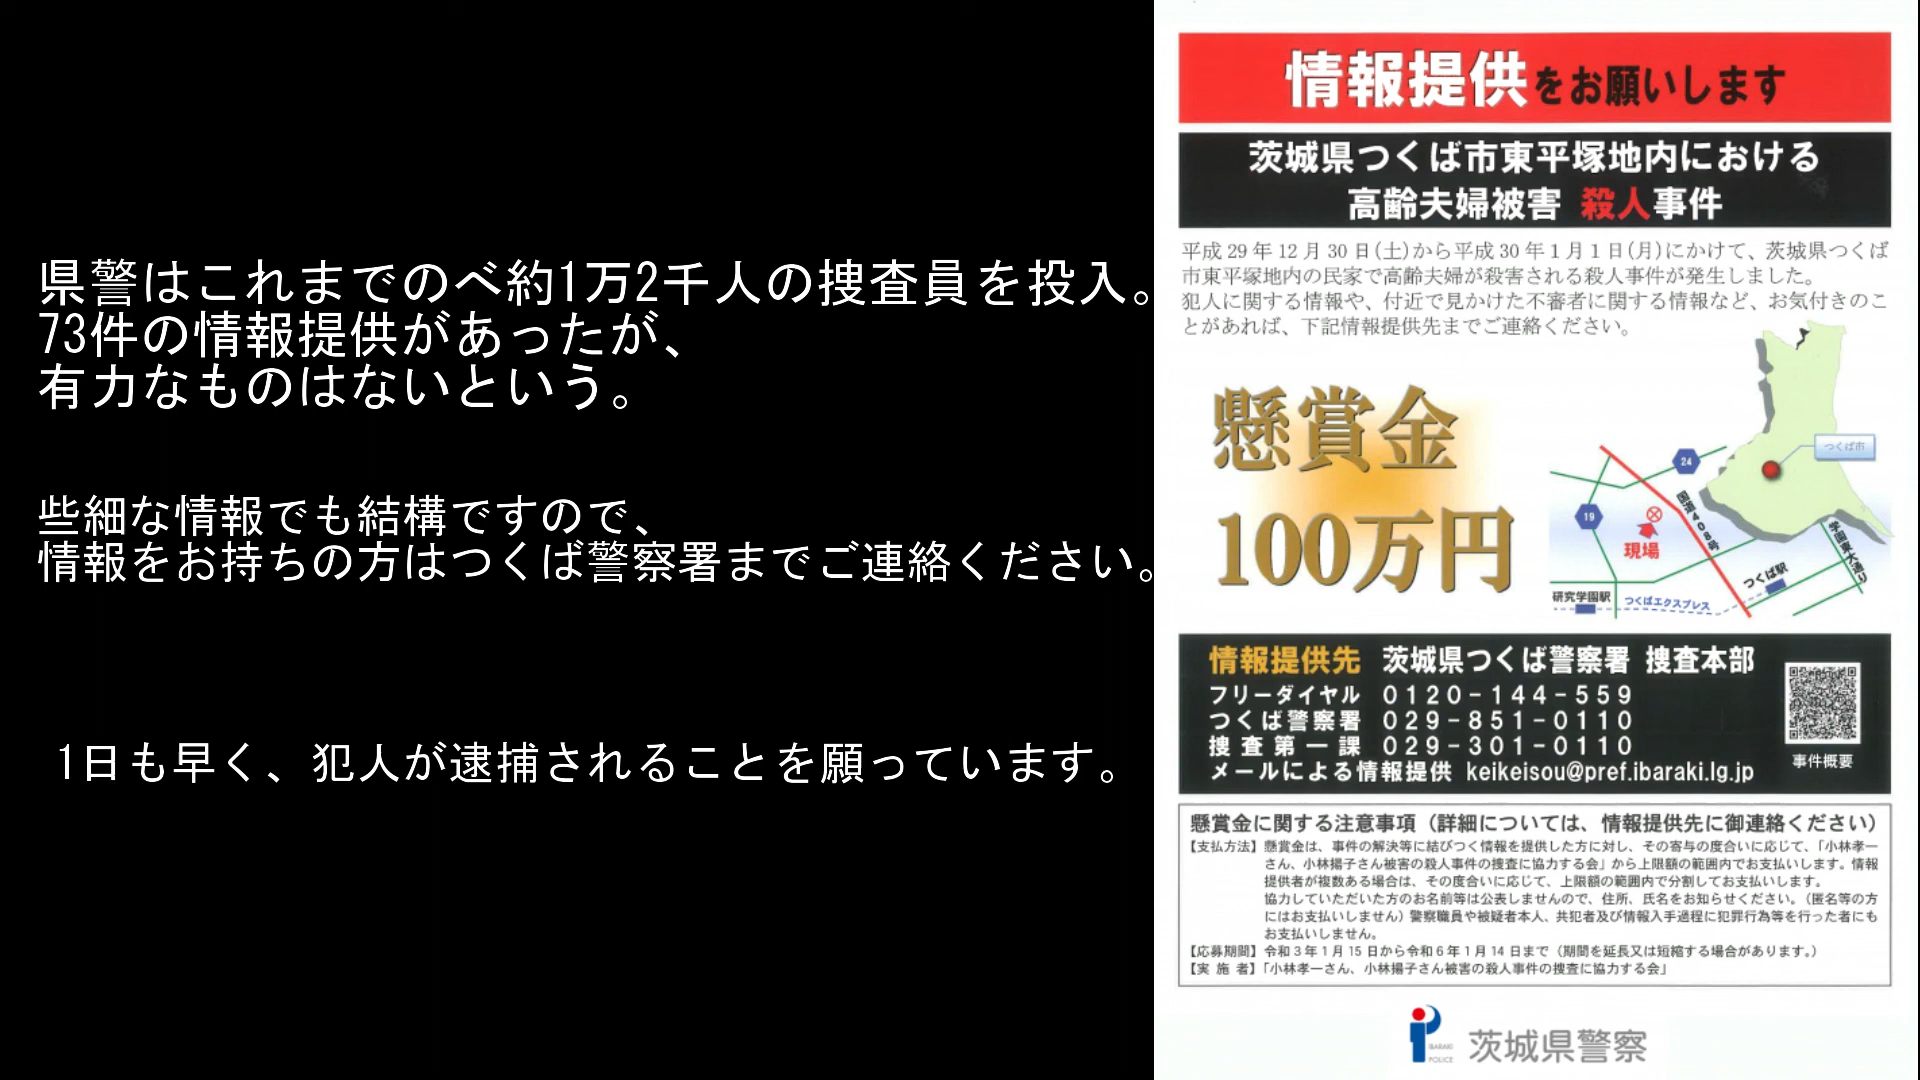 県警はこれまでのべ約1万2千人の捜査員を投入。
73件の情報提供があったが、
有力なものはないという。
些細な情報でも結構ですので、
情報をお持ちの方はつくば警察署までご連絡ください。
1日も早く、犯人が逮捕されることを願っています。
情報提供をお願いします
茨城県つくば市東平塚地内における
高齢夫婦被害 殺人事件
平成29年12月30日(土)から平成30年1月1日(月)にかけて、茨城県つくば
市東平塚地内の民家で高齢夫婦が殺害される殺人事件が発生しました。
犯人に関する情報や、付近で見かけた不審者に関する情報など、お気付きのこ
とがあれば、下記情報提供先までご連絡ください。
懸賞金
100万円
つくば市
24
19
国道408号
現場
学園東大通り
つくば駅
研究学園駅
つくばエクスプレス
情報提供先 茨城県つくば警察署 捜査本部
フリーダイヤル 0120-144-559
つくば警察署 029-851-0110
捜査第一課 029-301-0110
メールによる情報提供 keikeisou@pref.ibaraki.lg.jp
事件概要
懸賞金に関する注意事項（詳細については、情報提供先に御連絡ください）
【支払方法】懸賞金は、事件の解決等に結びつく情報を提供した方に対し、その寄与の度合いに応じて、「小林孝一
さん、小林揚子さん被害の殺人事件の捜査に協力する会」から上限額の範囲内でお支払いします。情報
提供者が複数ある場合は、その度合いに応じて、上限額の範囲内で分割してお支払いします。
協力していただいた方のお名前等は公表しませんので、住所、氏名をお知らせください。（匿名等の方
にはお支払いしません）警察職員や被疑者本人、共犯者及び情報入手過程に犯罪行為等を行った者にも
お支払いしません。
【応募期間】令和3年1月15日から令和6年1月14日まで（期間を延長又は短縮する場合があります。）
【実施者】「小林孝一さん、小林揚子さん被害の殺人事件の捜査に協力する会」
IBARAKI
POLICE
茨城県警察